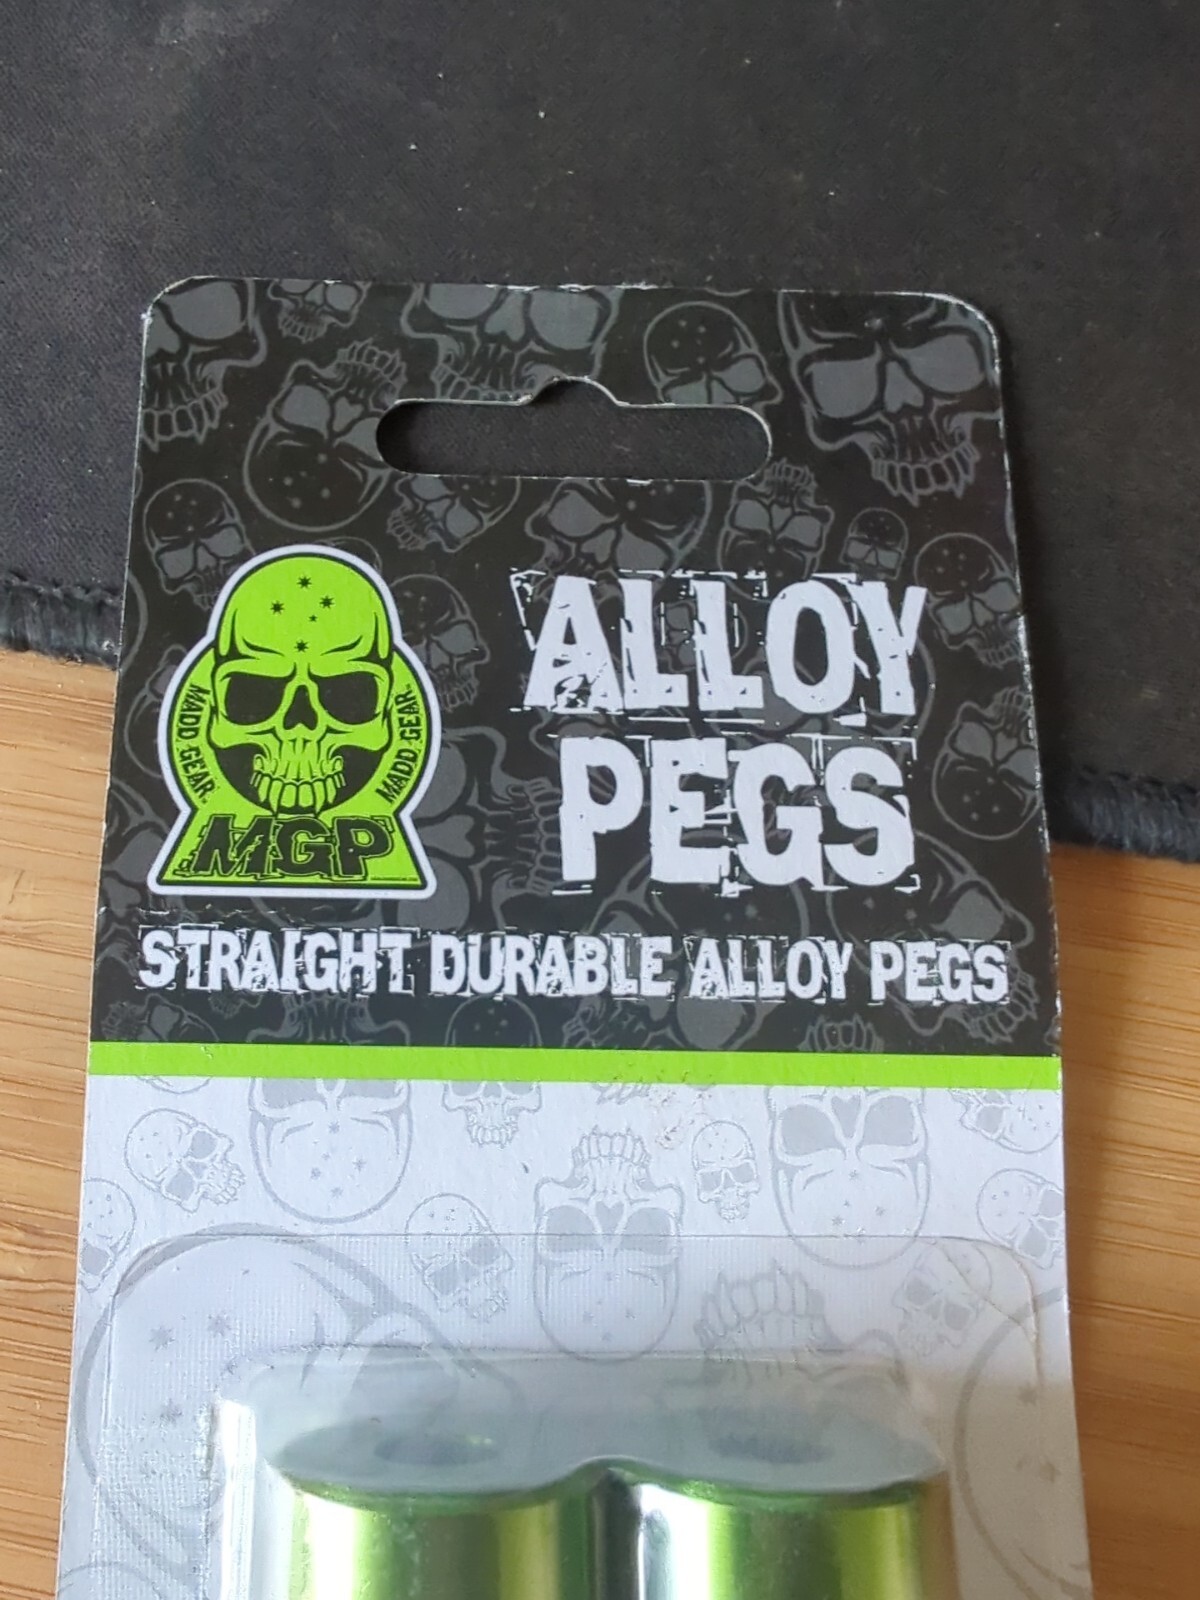 ALLOY
PEGS
MADD GEAR
MADD GEAR
MGP
STRAIGHT DURABLE ALLOY PEGS